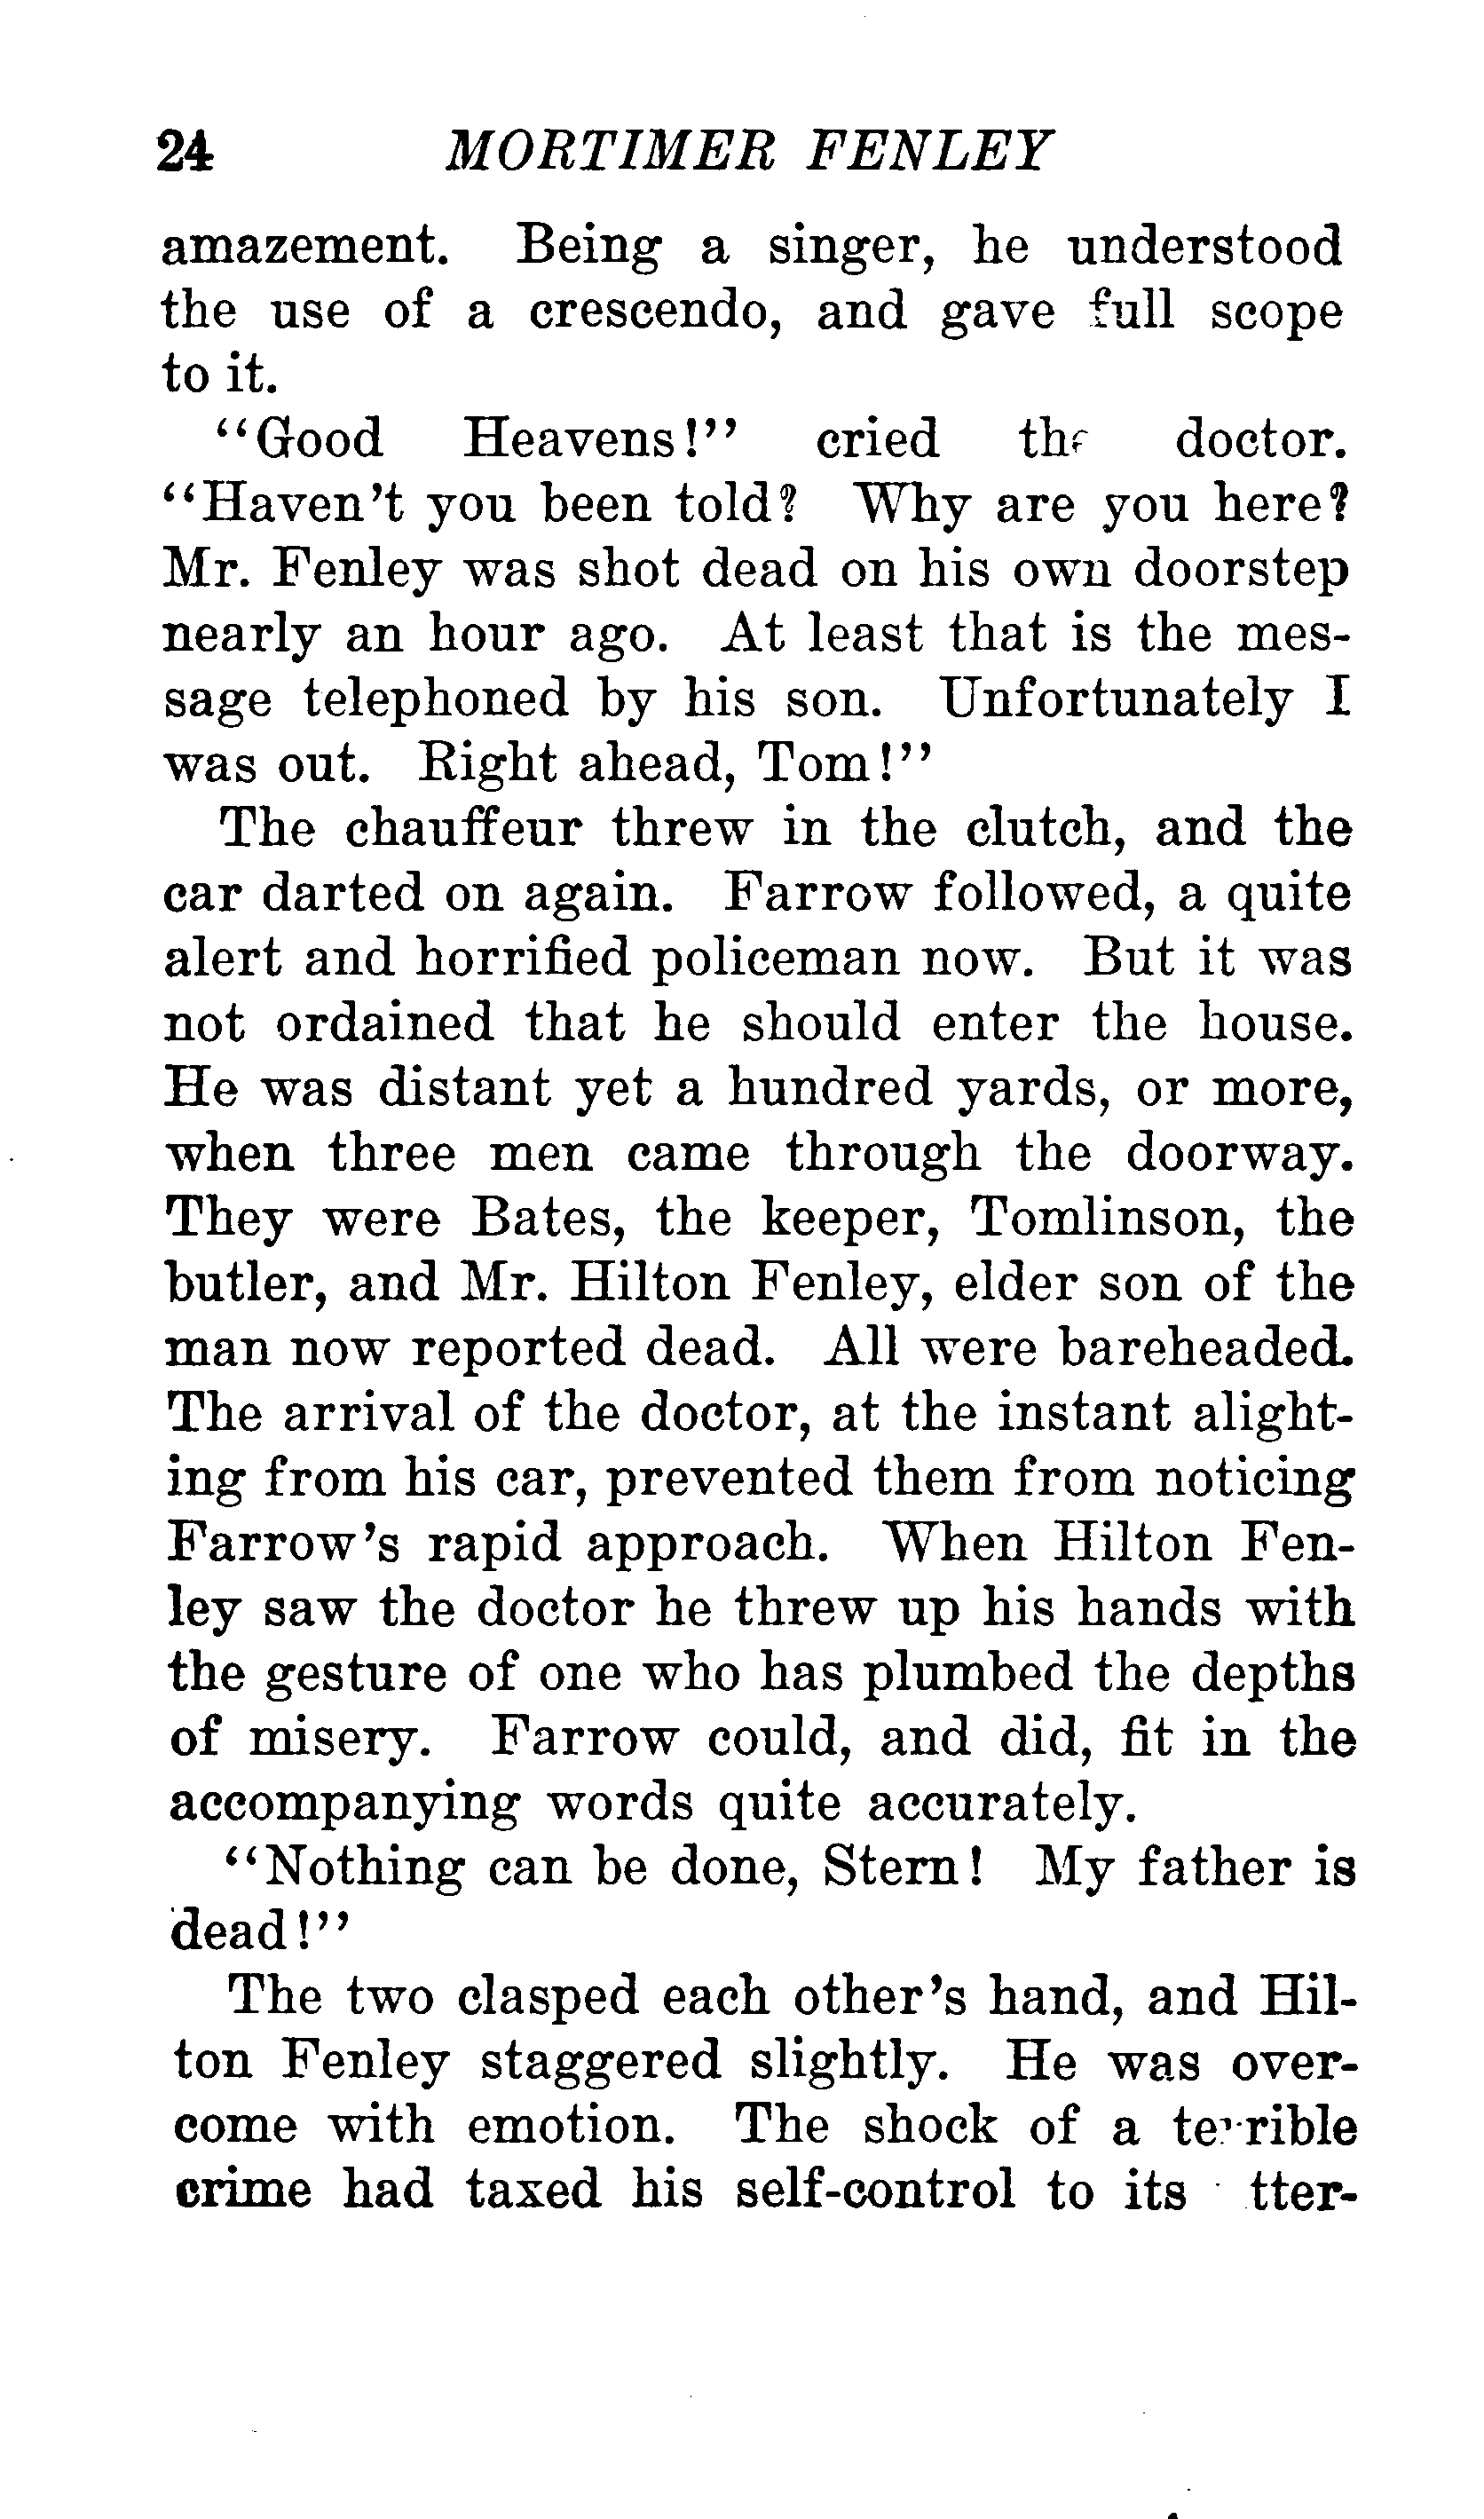 24 MORTIMER FENLEY
amazement. Being a singer, he understood
the use of a crescendo, and gave full scope
to it.
"Good Heavens!" cried the doctor.
"Haven't you been told? Why are you here?
Mr. Fenley was shot dead on his own doorstep
nearly an hour ago. At least that is the mes-
sage telephoned by his son. Unfortunately I
was out. Right ahead, Tom!"
The chauffeur threw in the clutch, and the
car darted on again. Farrow followed, a quite
alert and horrified policeman now. But it was
not ordained that he should enter the house.
He was distant yet a hundred yards, or more,
when three men came through the doorway.
They were Bates, the keeper, Tomlinson, the
butler, and Mr. Hilton Fenley, elder son of the
man now reported dead. All were bareheaded.
The arrival of the doctor, at the instant alight-
ing from his car, prevented them from noticing
Farrow's rapid approach. When Hilton Fen-
ley saw the doctor he threw up his hands with
the gesture of one who has plumbed the depths
of misery. Farrow could, and did, fit in the
accompanying words quite accurately.
"Nothing can be done, Stern! My father is
dead!"
The two clasped each other's hand, and Hil-
ton Fenley staggered slightly. He was over-
come with emotion. The shock of a terrible
crime had taxed his self-control to its tter-